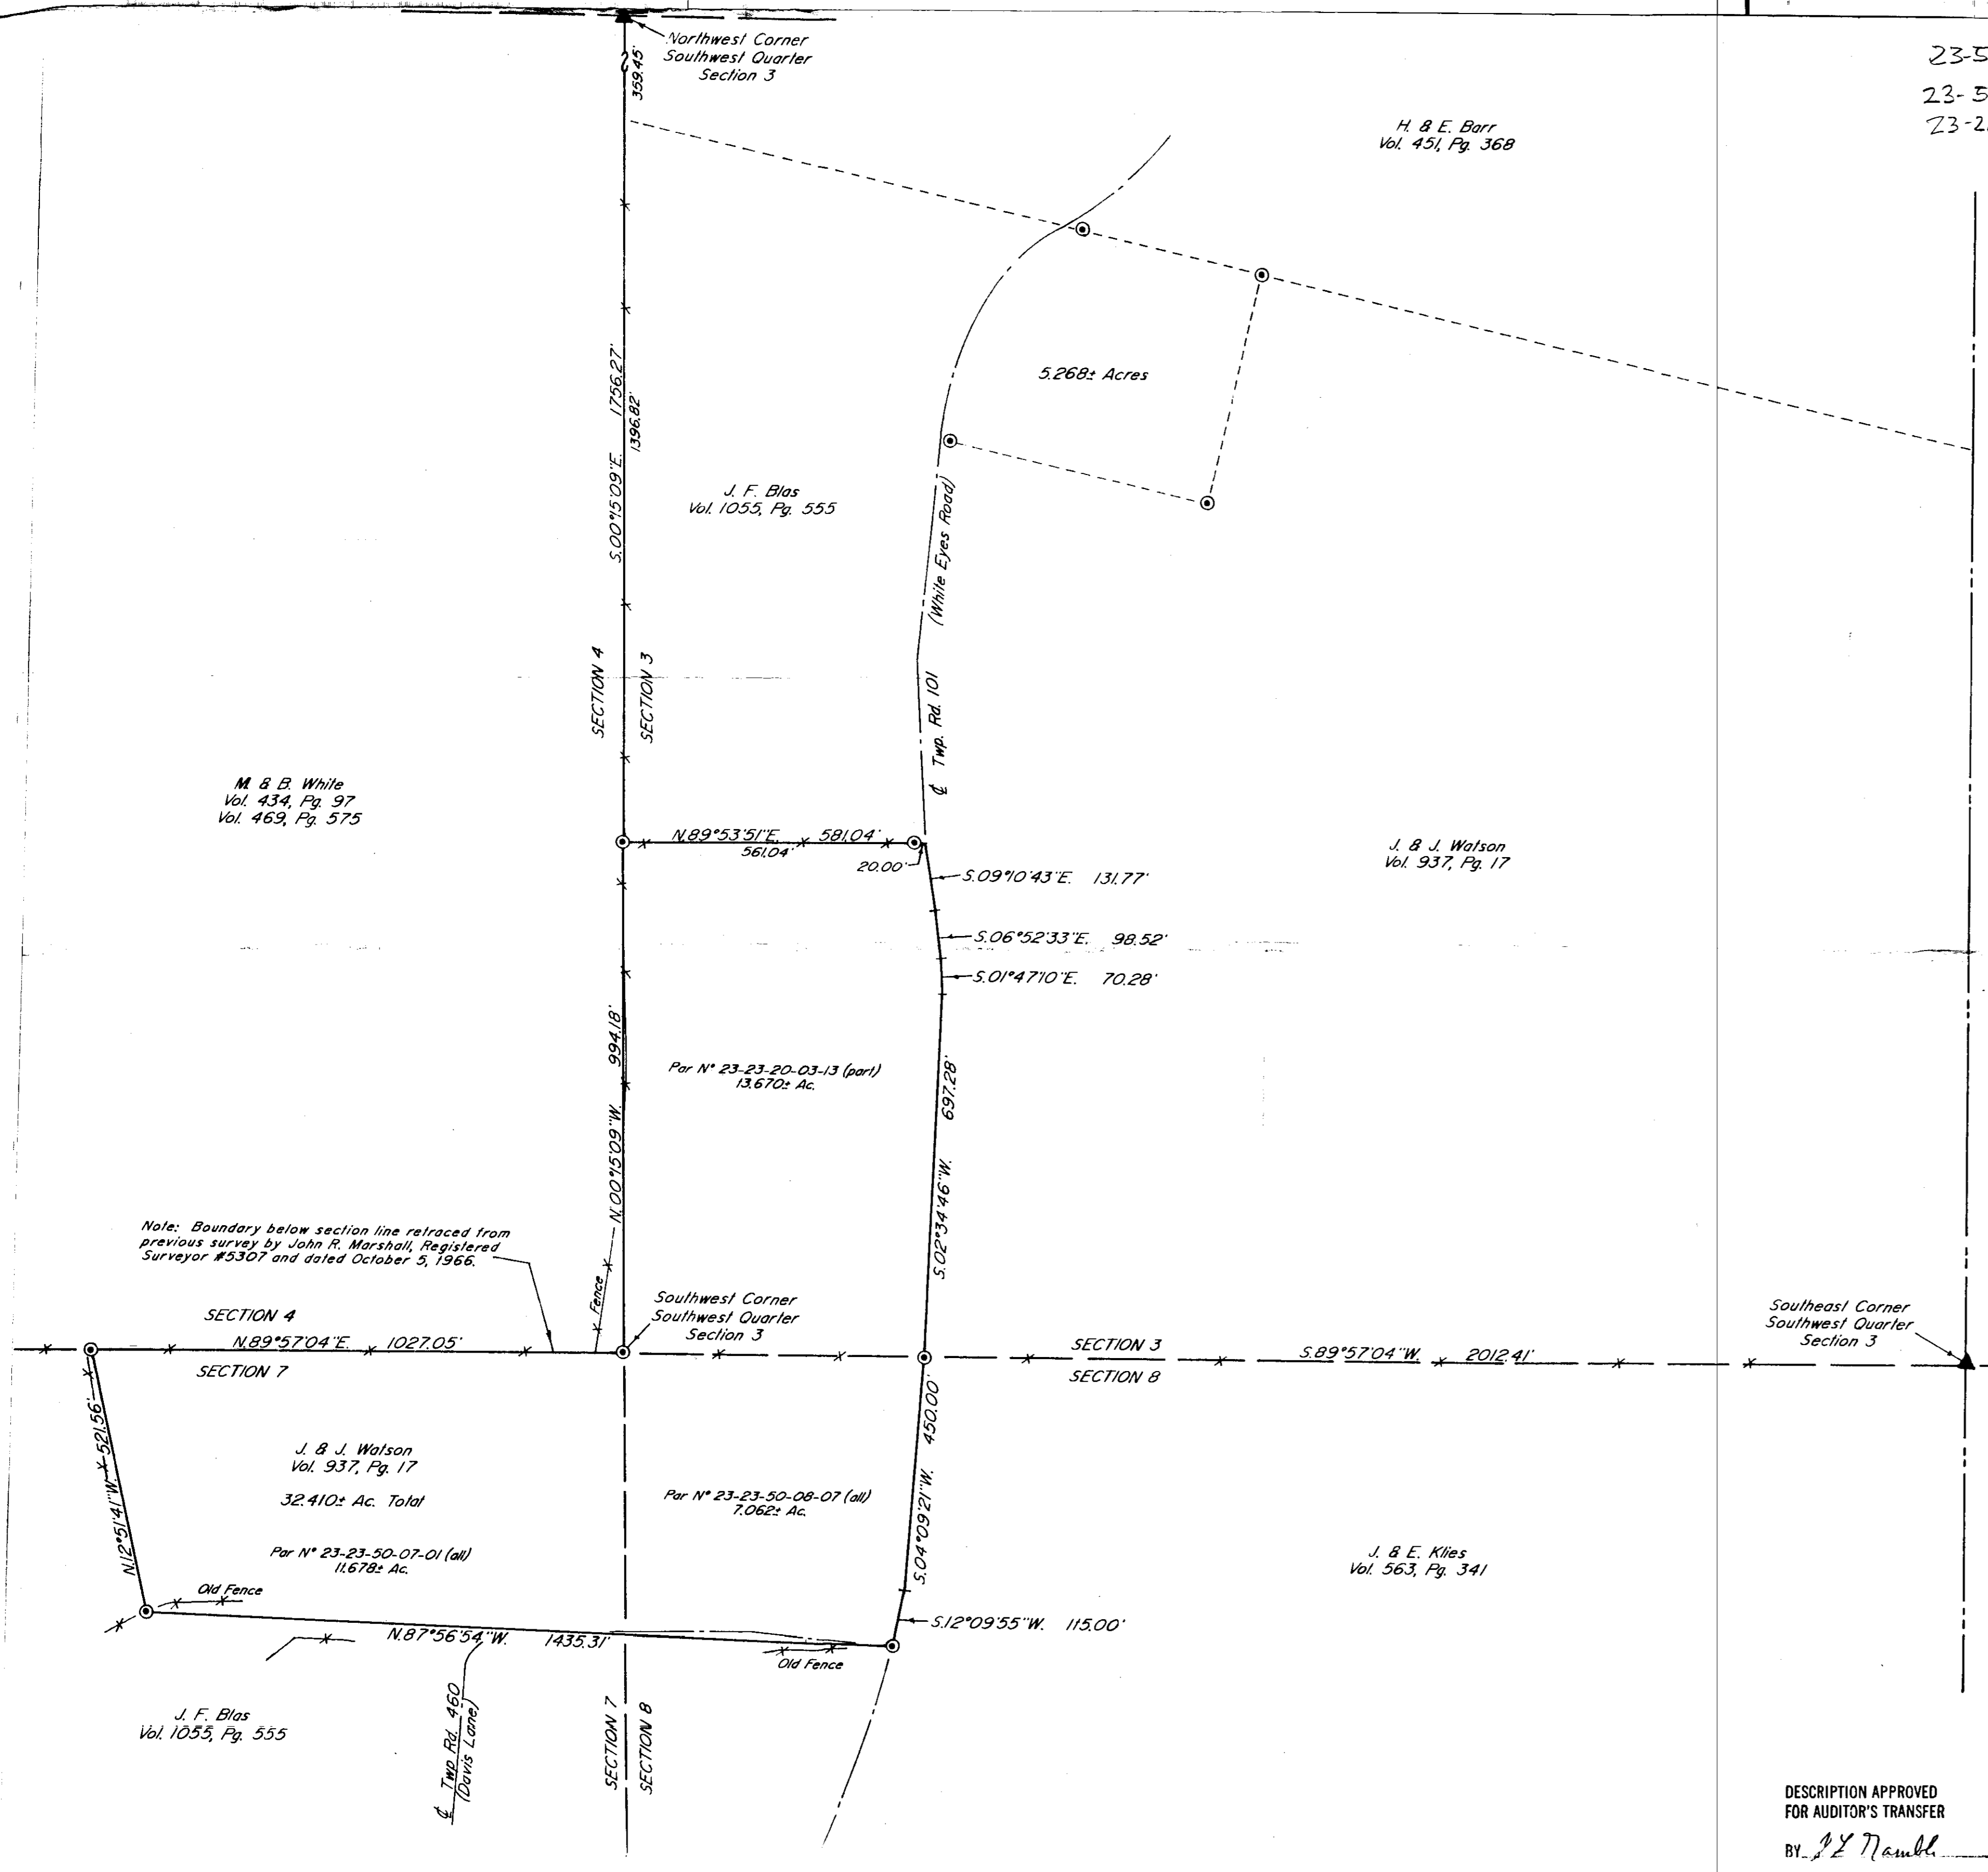 Northwest Corner
Southwest Quarter
Section 3
359.45'
23-5
23-5
23-2
H. & E. Barr
Vol. 451, Pg. 368
S.00°15'09"E. 1756.27'
1396.82'
5.268± Acres
J. F. Blas
Vol. 1055, Pg. 555
(White Eyes Road)
℄ Twp. Rd. 101
SECTION 4
SECTION 3
M. & B. White
Vol. 434, Pg. 97
Vol. 469, Pg. 575
N.89°53'51"E. 581.04'
561.04'
20.00'
J. & J. Watson
Vol. 937, Pg. 17
S.09°10'43"E. 131.77'
S.06°52'33"E. 98.52'
S.01°47'10"E. 70.28'
N.00°15'09"W. 994.18'
Par Nº 23-23-20-03-13 (part)
13.670± Ac.
S.02°34'46"W. 697.28'
Note: Boundary below section line retraced from
previous survey by John R. Marshall, Registered
Surveyor #5307 and dated October 5, 1966.
Fence
Southwest Corner
Southwest Quarter
Section 3
Southeast Corner
Southwest Quarter
Section 3
SECTION 4
N.89°57'04"E. 1027.05'
SECTION 7
SECTION 3
S.89°57'04"W. 2012.41'
SECTION 8
N.12°51'41"W. 521.56'
J. & J. Watson
Vol. 937, Pg. 17
32.410± Ac. Total
Par Nº 23-23-50-07-01 (all)
11.678± Ac.
Par Nº 23-23-50-08-07 (all)
7.062± Ac.
S.04°09'21"W. 450.00'
J. & E. Klies
Vol. 563, Pg. 341
Old Fence
S.12°09'55"W. 115.00'
N.87°56'54"W. 1435.31'
Old Fence
J. F. Blas
Vol. 1055, Pg. 555
℄ Twp Rd. 460
(Davis Lane)
SECTION 7
SECTION 8
DESCRIPTION APPROVED
FOR AUDITOR'S TRANSFER
BY